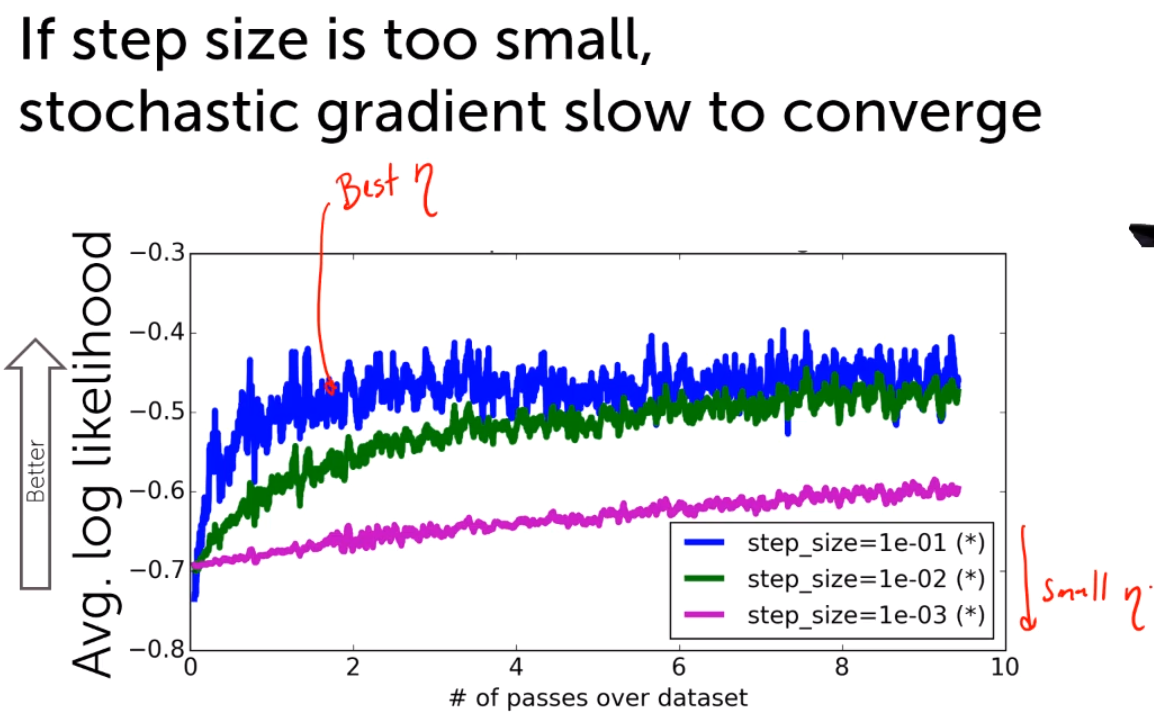 If step size is too small,
stochastic gradient slow to converge
Best η
Better
Avg. log likelihood
−0.3
−0.4
−0.5
−0.6
−0.7
−0.8
step_size=1e-01 (*)
step_size=1e-02 (*)
step_size=1e-03 (*)
small η
0 2 4 6 8 10
# of passes over dataset